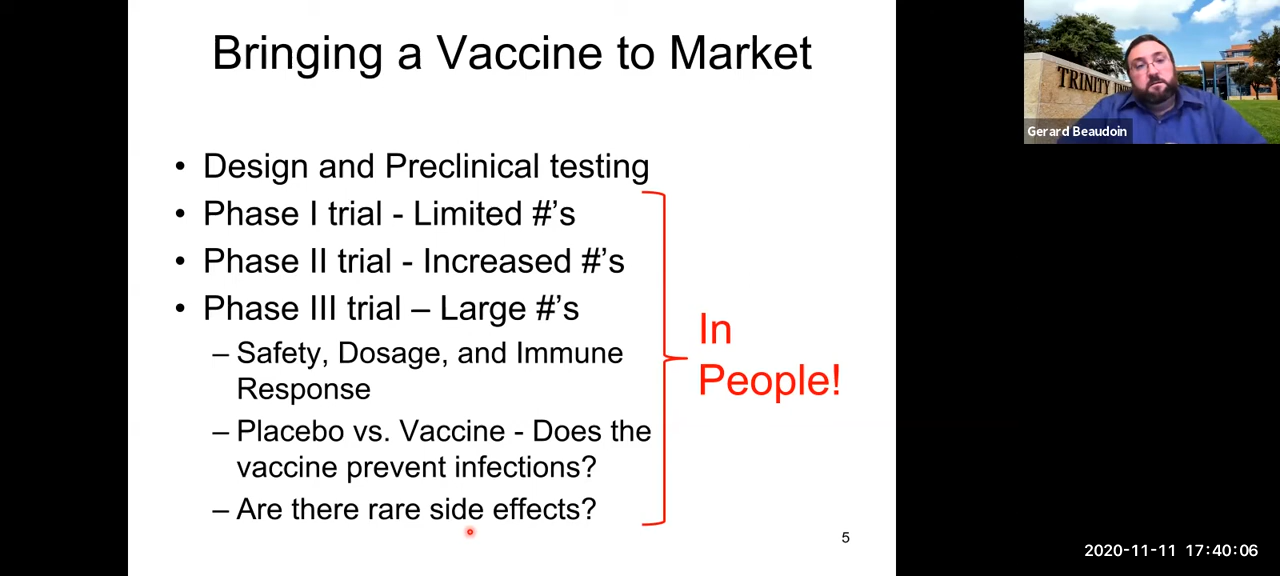 Bringing a Vaccine to Market
• Design and Preclinical testing
• Phase I trial - Limited #'s
• Phase II trial - Increased #'s
• Phase III trial – Large #'s
– Safety, Dosage, and Immune
Response
– Placebo vs. Vaccine - Does the
vaccine prevent infections?
– Are there rare side effects?
In
People!
5
TRINITY
Gerard Beaudoin
2020-11-11 17:40:06